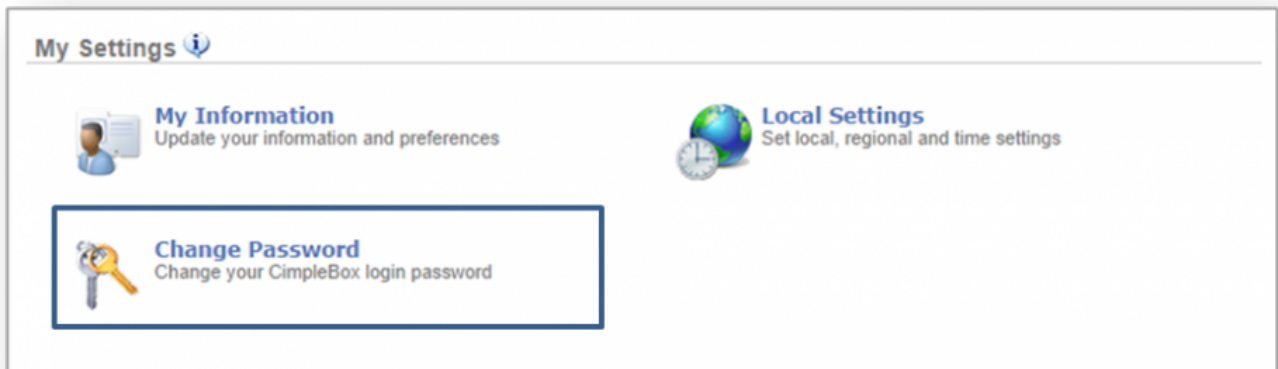 My Settings
My Information
Update your information and preferences
Local Settings
Set local, regional and time settings
Change Password
Change your CimpleBox login password